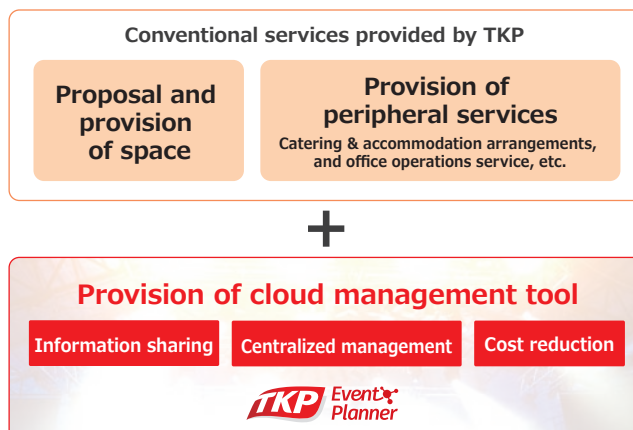 Conventional services provided by TKP
Proposal and
provision
of space
Provision of
peripheral services
Catering & accommodation arrangements,
and office operations service, etc.
+
Provision of cloud management tool
Information sharing
Centralized management
Cost reduction
TKP Event
Planner